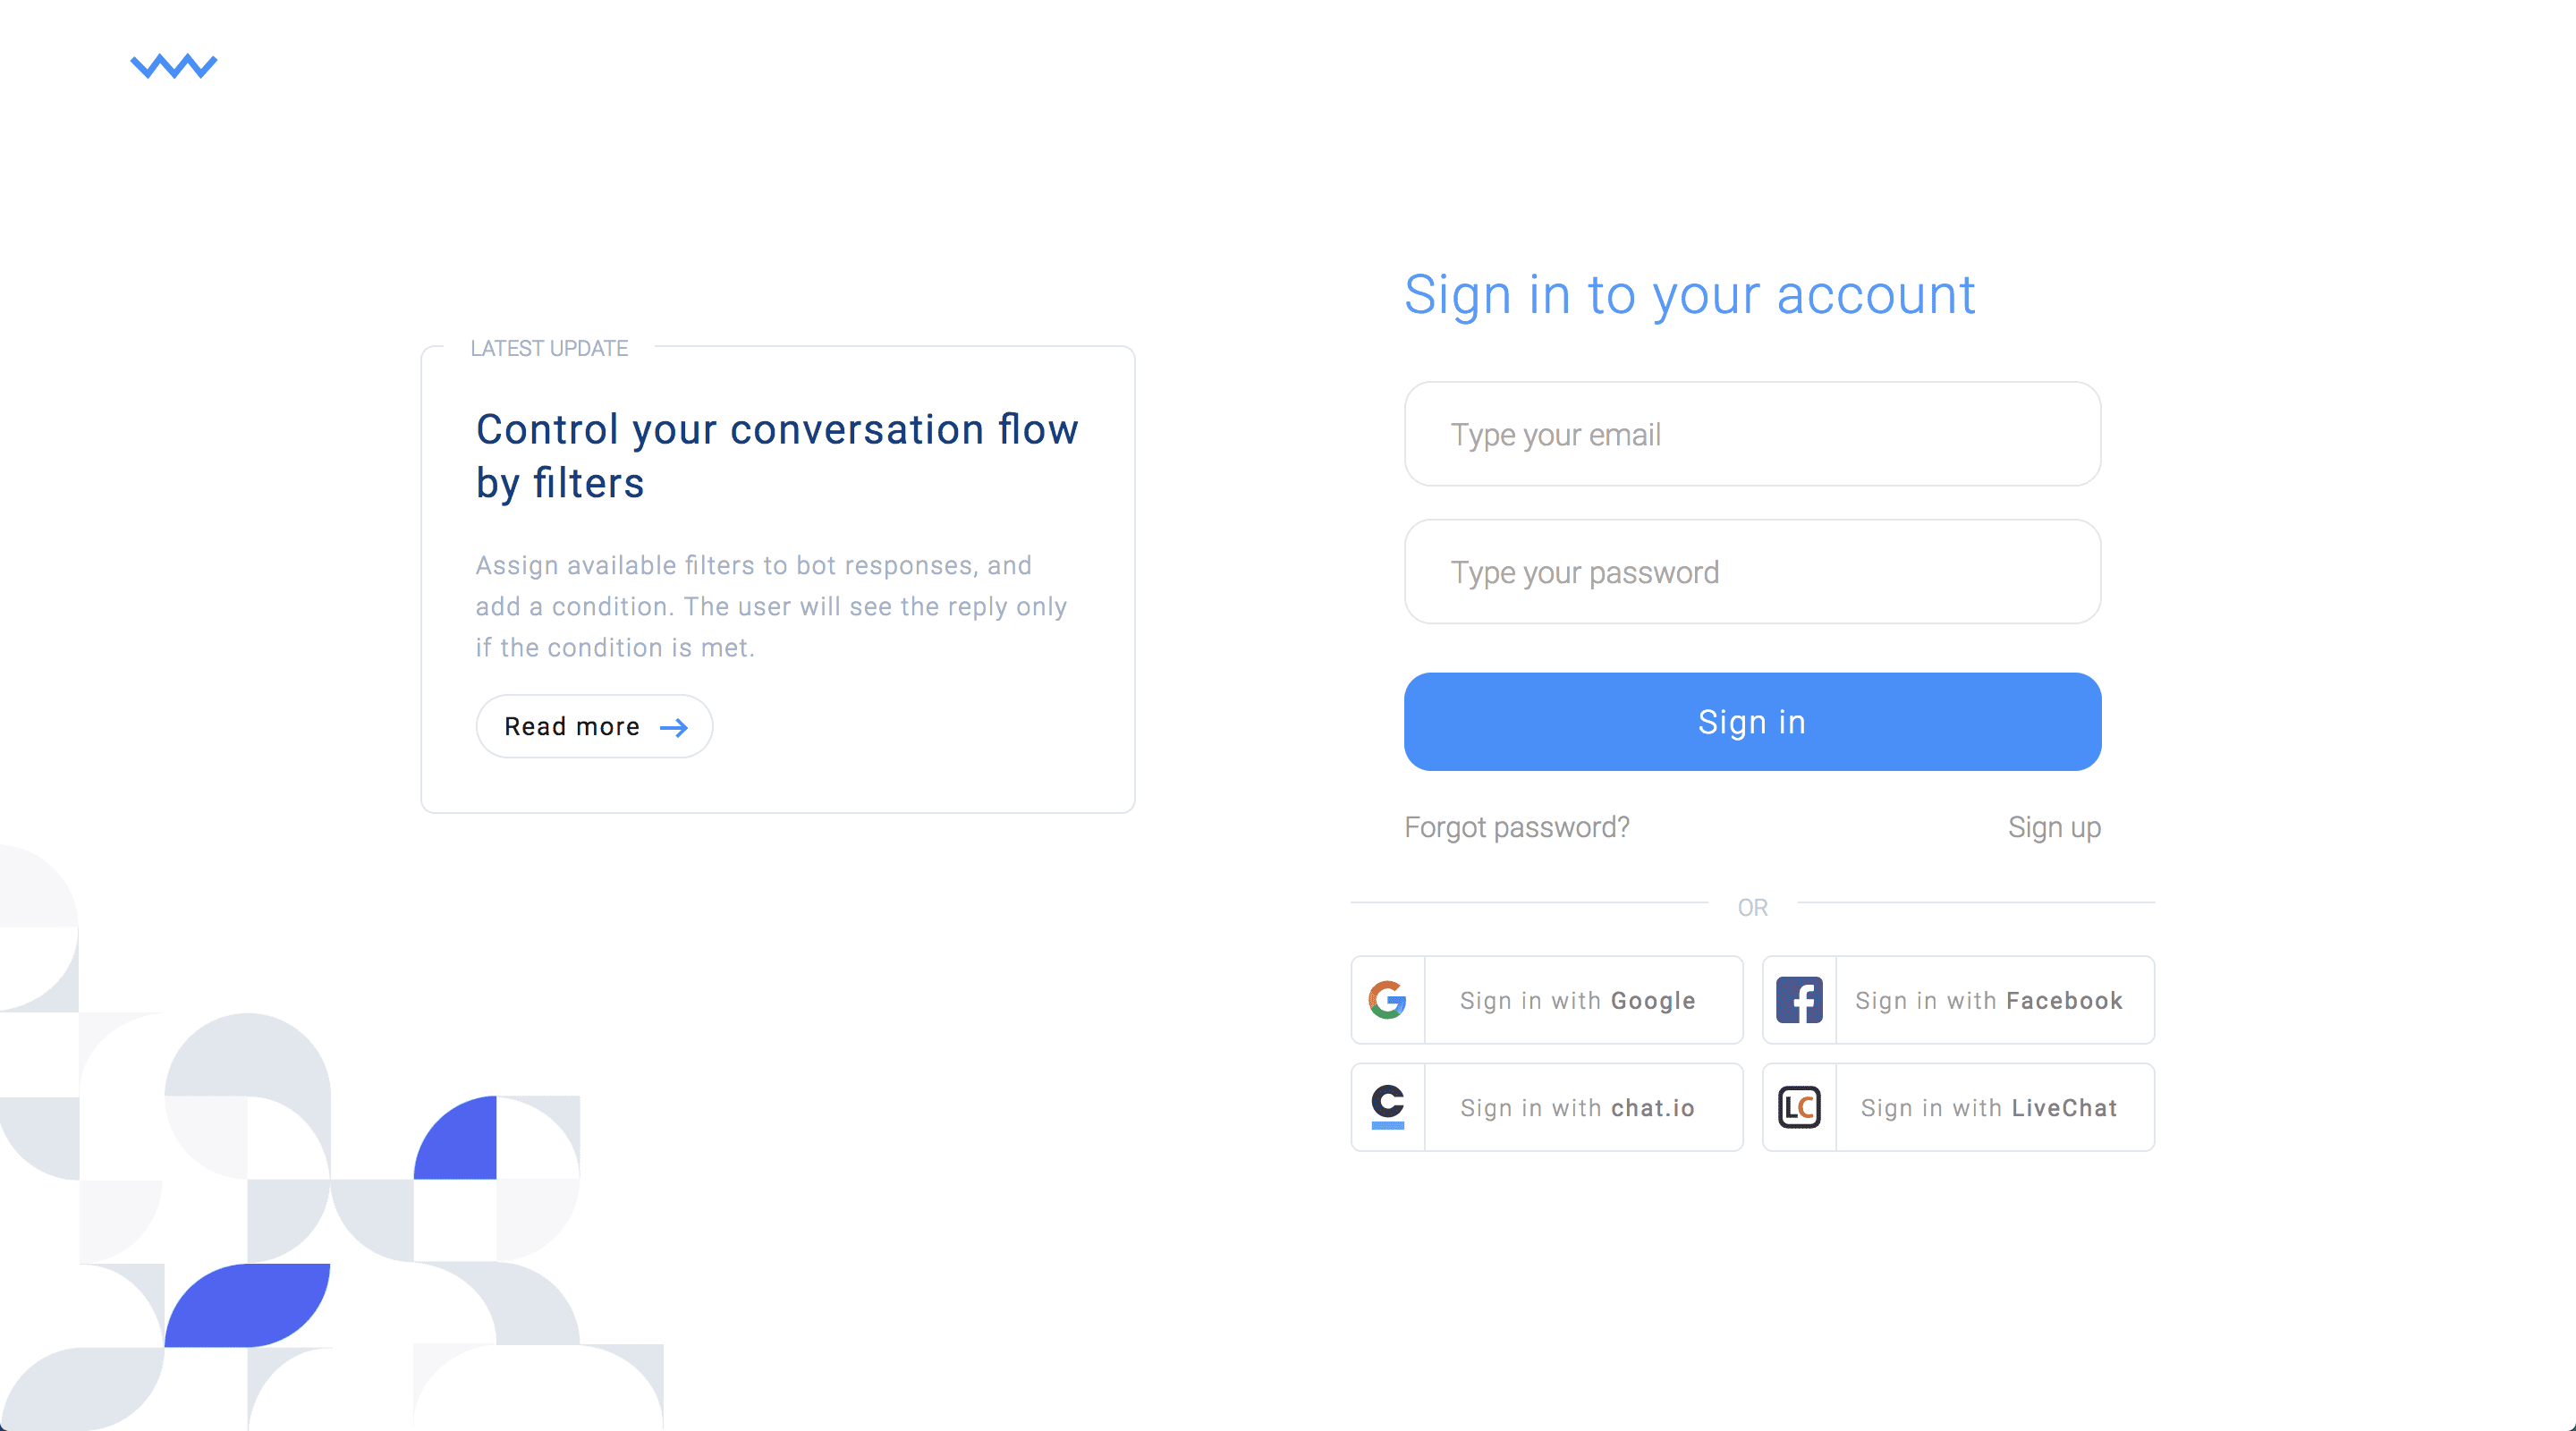 LATEST UPDATE
Control your conversation flow
by filters
Assign available filters to bot responses, and
add a condition. The user will see the reply only
if the condition is met.
Read more
Sign in to your account
Type your email
Type your password
Sign in
Forgot password?
Sign up
OR
Sign in with Google
Sign in with Facebook
Sign in with chat.io
LC
Sign in with LiveChat